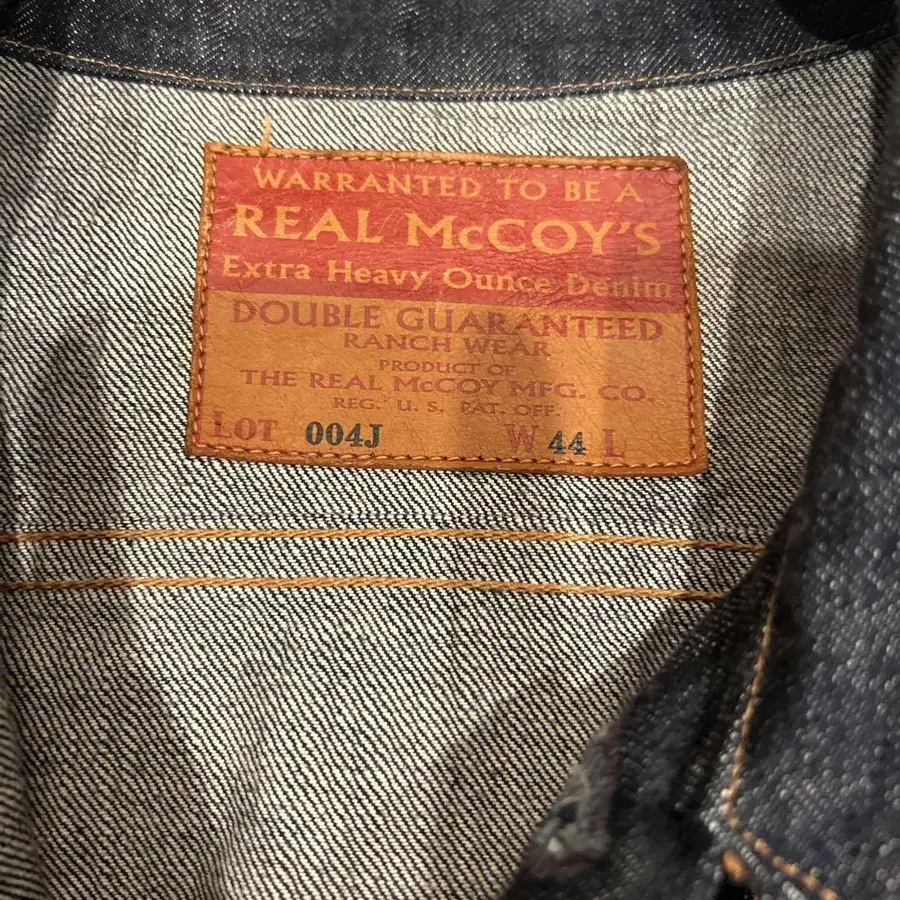 WARRANTED TO BE A
REAL McCOY'S
Extra Heavy Ounce Denim
DOUBLE GUARANTEED
RANCH WEAR
PRODUCT OF
THE REAL McCOY MFG. CO.
REG. U. S. PAT. OFF.
LOT 004J W 44 L